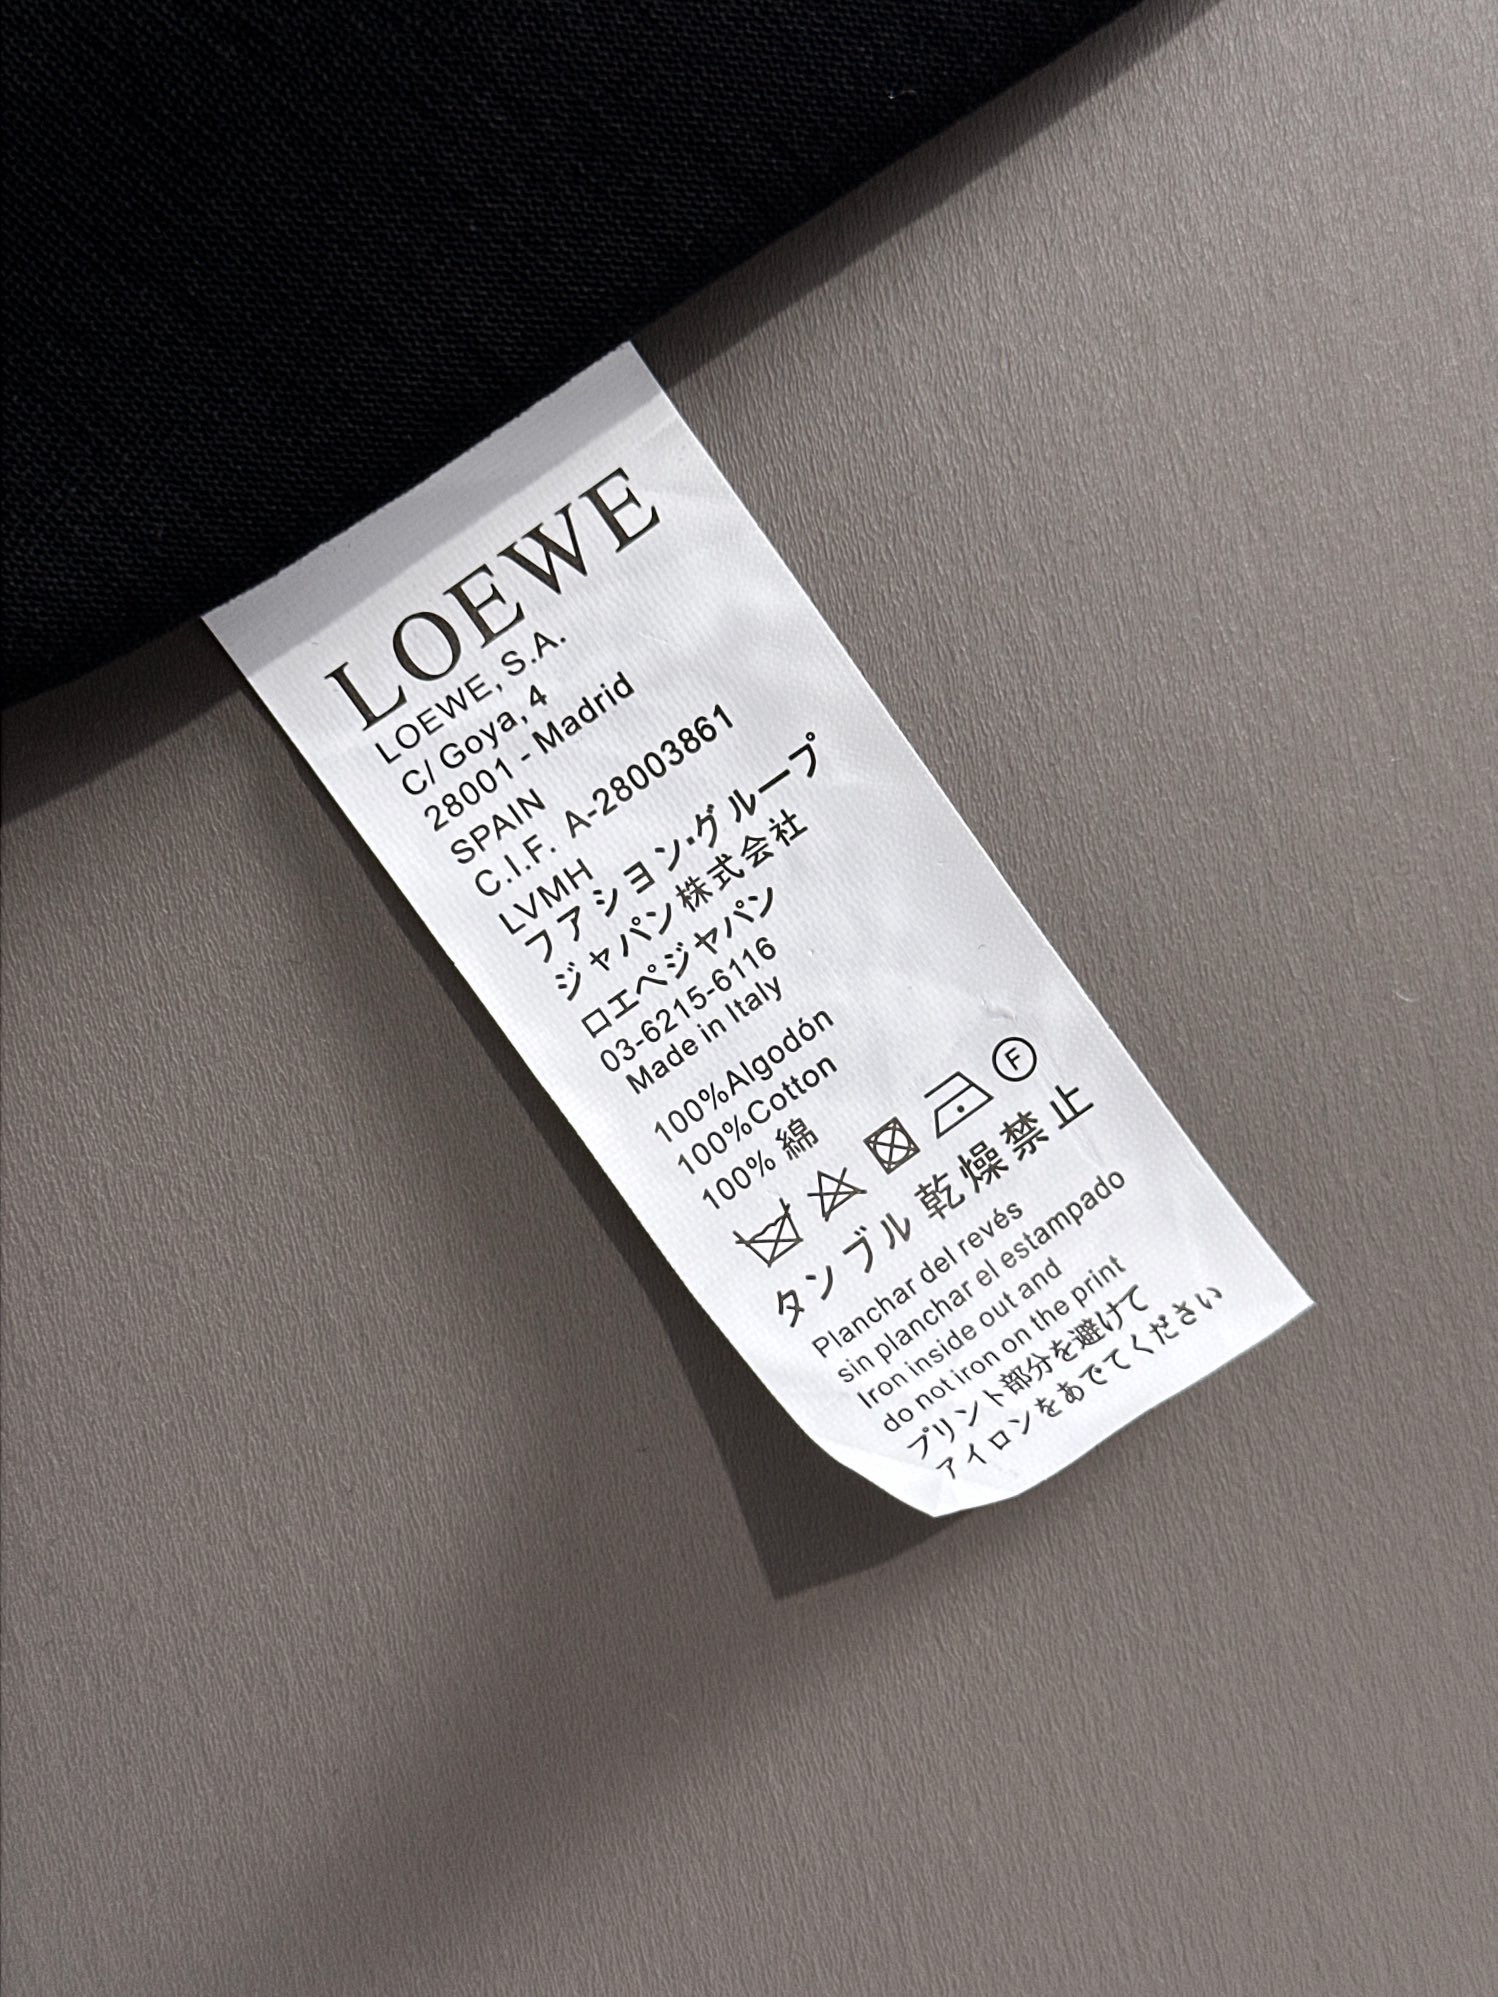 LOEWE
LOEWE, S.A.
C/ Goya, 4
28001 - Madrid
SPAIN
C.I.F. A-28003861
LVMH
フアション·グループ
ジャパン株式会社
ロエペジャパン
03-6215-6116
Made in Italy
100%Algodón
100%Cotton
100% 綿
F
タンブル乾燥禁止
Planchar del revés
sin planchar el estampado
Iron inside out and
do not iron on the print
プリント部分を避けて
アイロンをあでてください